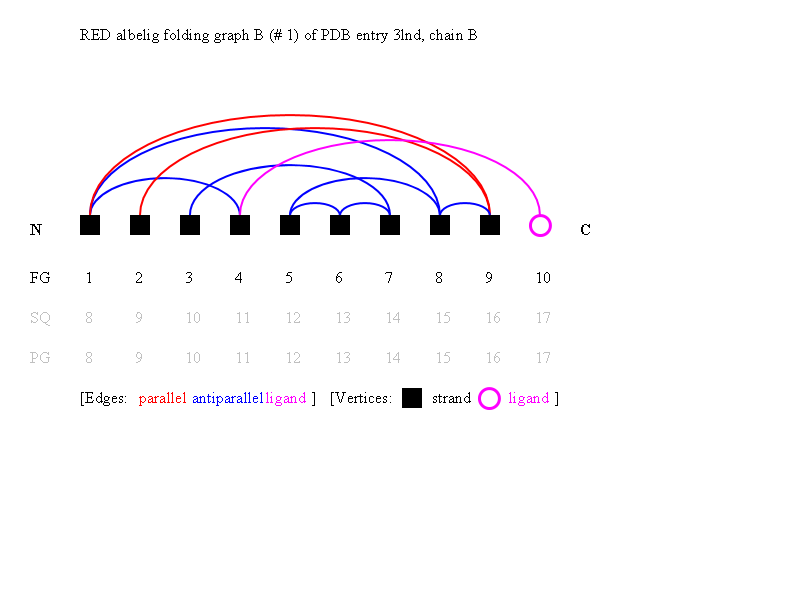 RED albelig folding graph B (# 1) of PDB entry 3lnd, chain B
N C
FG 1 2 3 4 5 6 7 8 9 10
SQ 8 9 10 11 12 13 14 15 16 17
PG 8 9 10 11 12 13 14 15 16 17
[Edges: parallel antiparallel ligand ] [Vertices: strand ligand ]